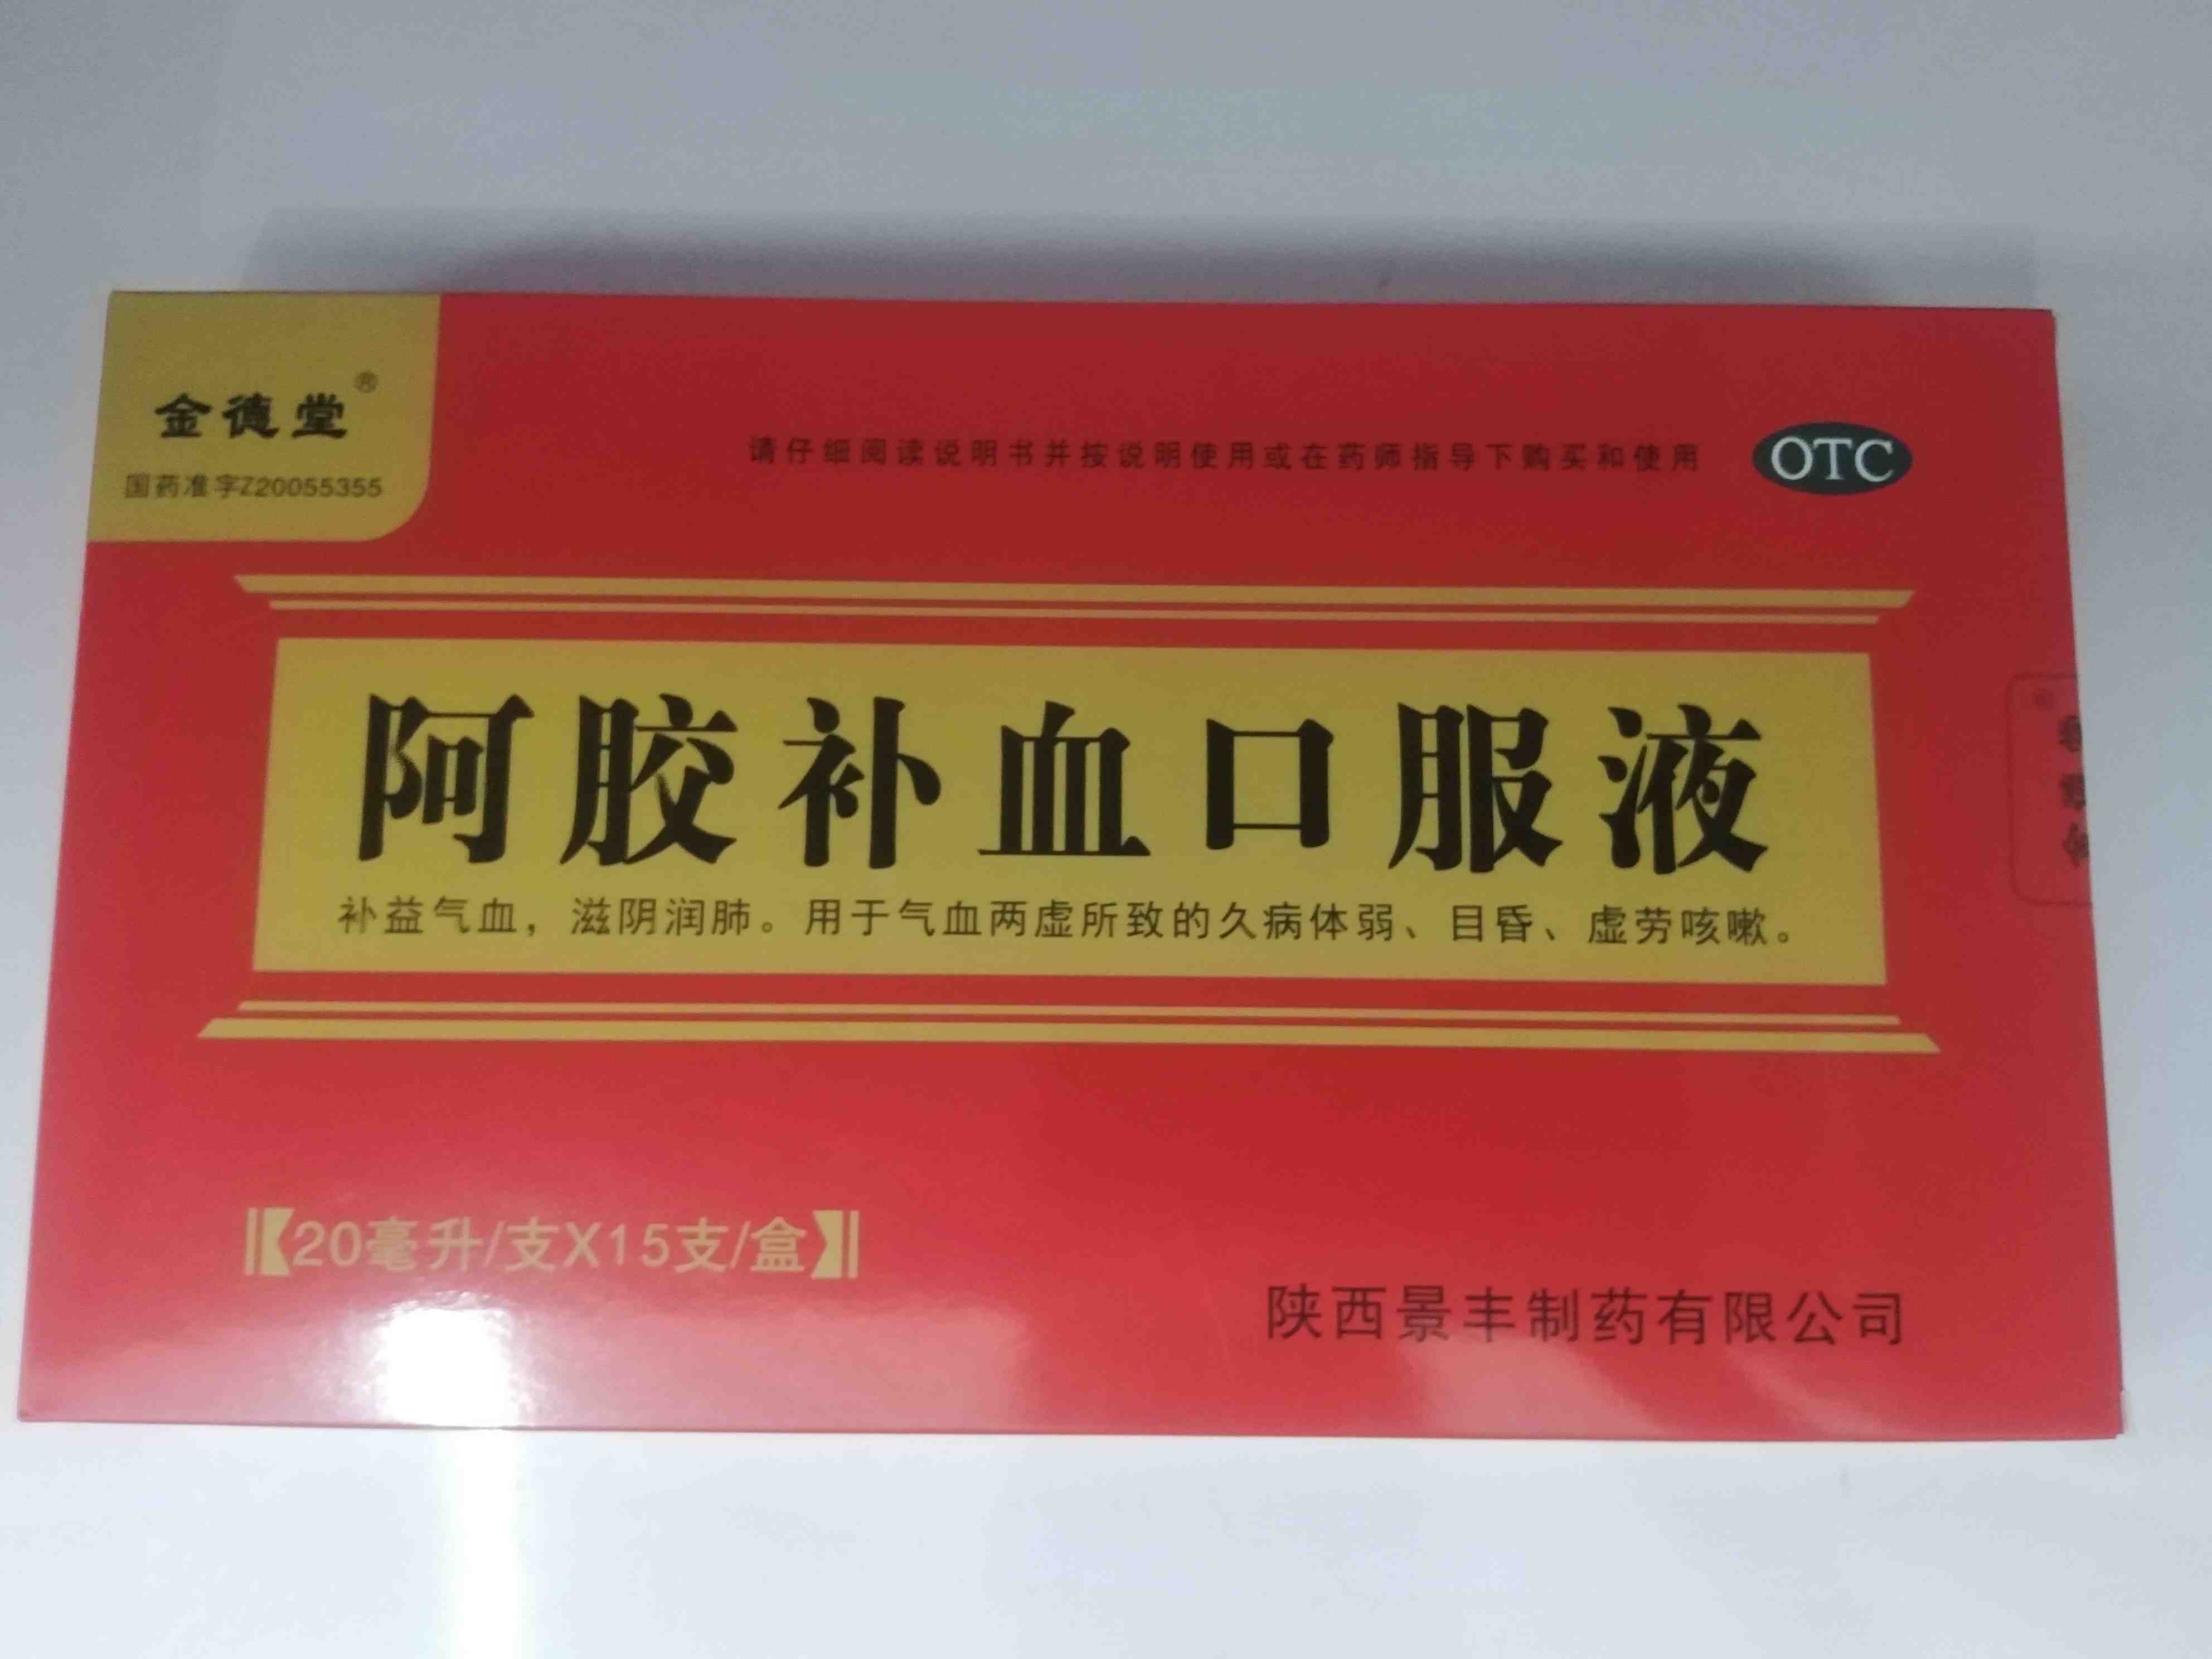 金德堂®
国药准字Z20055355
请仔细阅读说明书并按说明使用或在药师指导下购买和使用
OTC
阿胶补血口服液
补益气血，滋阴润肺。用于气血两虚所致的久病体弱、目昏、虚劳咳嗽。
【20毫升/支X15支/盒】
陕西景丰制药有限公司